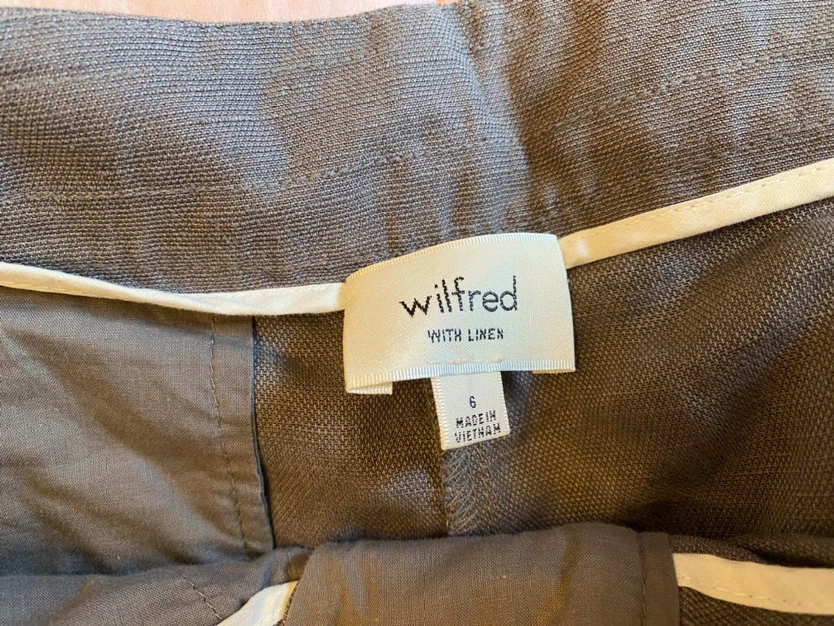 wilfred
WITH LINEN
6
MADE IN
VIETNAM